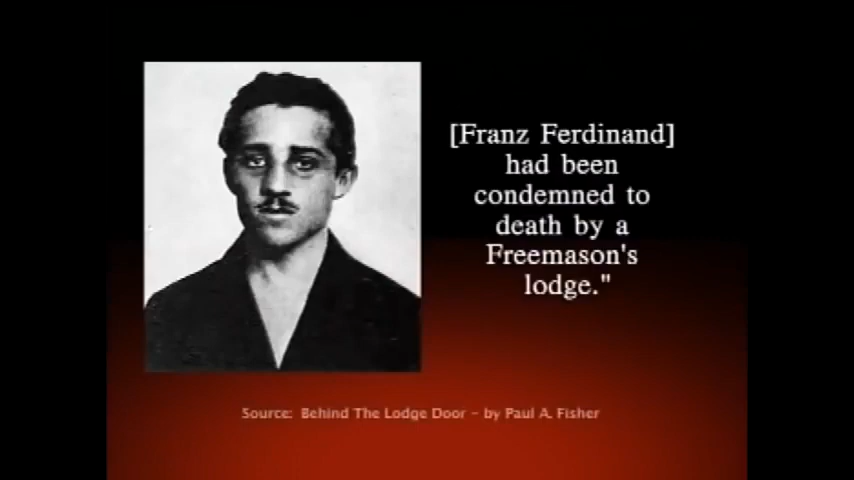 [Franz Ferdinand]
had been
condemned to
death by a
Freemason's
lodge."
Source: Behind The Lodge Door - by Paul A. Fisher